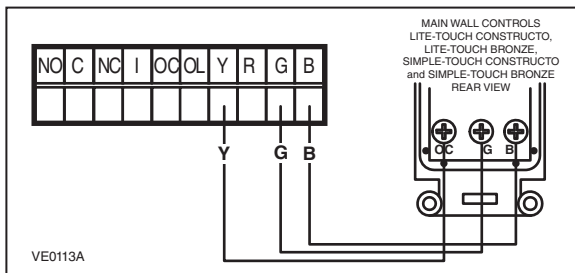 MAIN WALL CONTROLS
LITE-TOUCH CONSTRUCTO,
LITE-TOUCH BRONZE,
SIMPLE-TOUCH CONSTRUCTO
and SIMPLE-TOUCH BRONZE
REAR VIEW
NO C NC I OC OL Y R G B
OC G B
Y G B
VE0113A